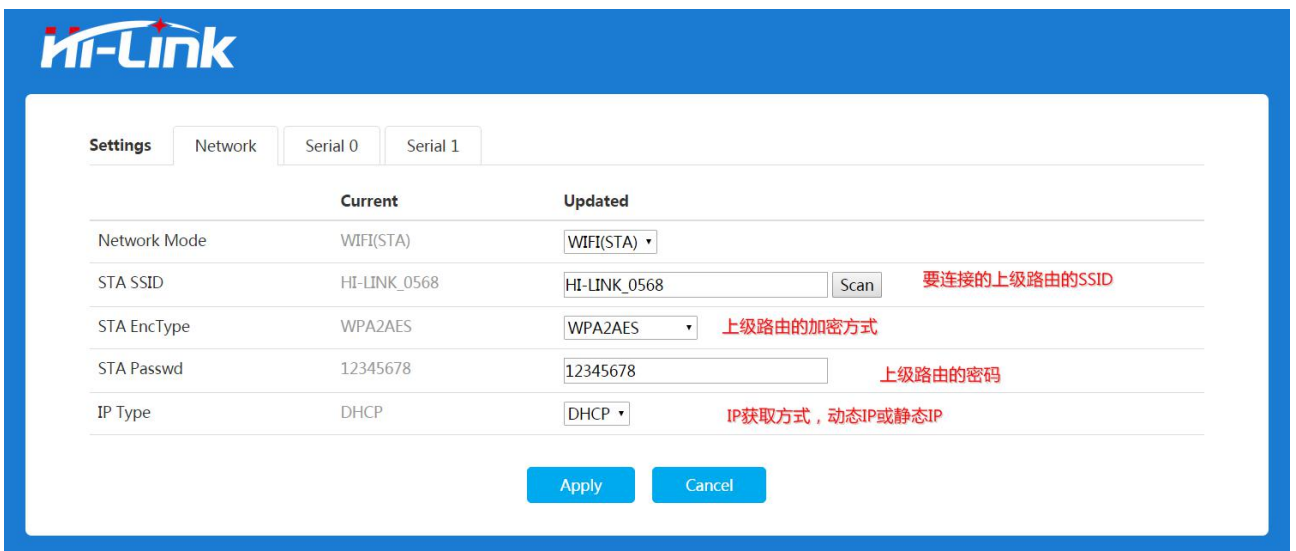 Hi-Link
Settings Network Serial 0 Serial 1
Current Updated
Network Mode WIFI(STA) WIFI(STA)
STA SSID HI-LINK_0568 HI-LINK_0568 Scan 要连接的上级路由的SSID
STA EncType WPA2AES WPA2AES 上级路由的加密方式
STA Passwd 12345678 12345678 上级路由的密码
IP Type DHCP DHCP IP获取方式，动态IP或静态IP
Apply Cancel